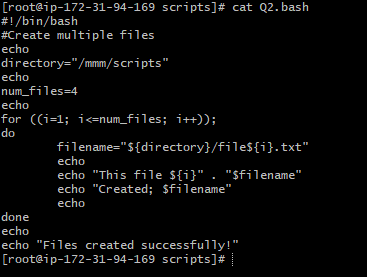 [root@ip-172-31-94-169 scripts]# cat Q2.bash
#!/bin/bash
#Create multiple files
echo
directory="/mmm/scripts"
echo
num_files=4
echo
for ((i=1; i<=num_files; i++));
do
        filename="${directory}/file${i}.txt"
        echo
        echo "This file ${i}" . "$filename"
        echo "Created; $filename"
        echo
done
echo
echo "Files created successfully!"
[root@ip-172-31-94-169 scripts]#